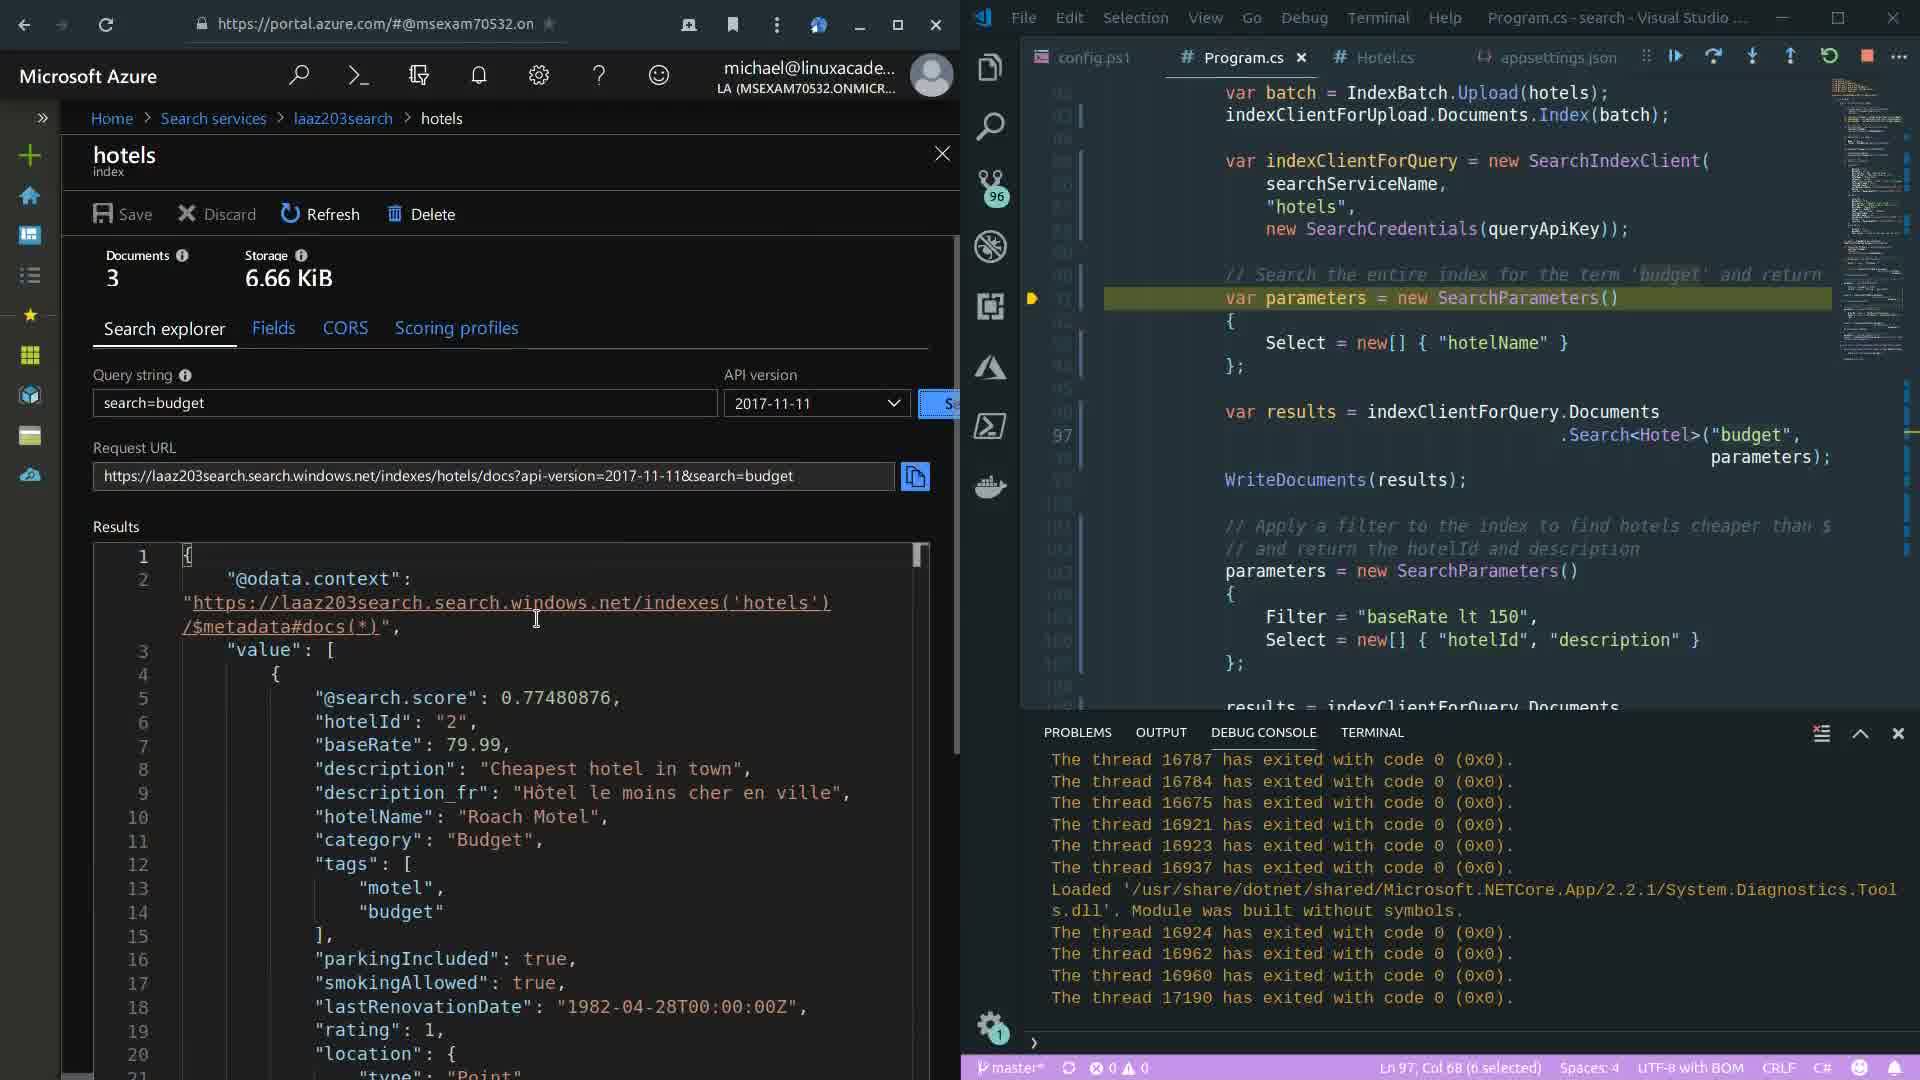 https://portal.azure.com/#@msexam70532.on
Microsoft Azure
michael@linuxacade...
LA (MSEXAM70532.ONMICR...
Home > Search services > laaz203search > hotels
hotels
index
Save Discard Refresh Delete
Documents Storage
3 6.66 KiB
Search explorer Fields CORS Scoring profiles
Query string API version
search=budget 2017-11-11
Request URL
https://laaz203search.search.windows.net/indexes/hotels/docs?api-version=2017-11-11&search=budget
Results
1 {
2 "@odata.context":
"https://laaz203search.search.windows.net/indexes('hotels')
/$metadata#docs(*)",
3 "value": [
4 {
5 "@search.score": 0.77480876,
6 "hotelId": "2",
7 "baseRate": 79.99,
8 "description": "Cheapest hotel in town",
9 "description_fr": "Hôtel le moins cher en ville",
10 "hotelName": "Roach Motel",
11 "category": "Budget",
12 "tags": [
13 "motel",
14 "budget"
15 ],
16 "parkingIncluded": true,
17 "smokingAllowed": true,
18 "lastRenovationDate": "1982-04-28T00:00:00Z",
19 "rating": 1,
20 "location": {
21 "type": "Point"
File Edit Selection View Go Debug Terminal Help Program.cs - search - Visual Studio ...
config.ps1 Program.cs Hotel.cs appsettings.json
var batch = IndexBatch.Upload(hotels);
indexClientForUpload.Documents.Index(batch);
var indexClientForQuery = new SearchIndexClient(
searchServiceName,
"hotels",
new SearchCredentials(queryApiKey));
// Search the entire index for the term 'budget' and return
var parameters = new SearchParameters()
{
Select = new[] { "hotelName" }
};
var results = indexClientForQuery.Documents
97 .Search<Hotel>("budget",
parameters);
WriteDocuments(results);
// Apply a filter to the index to find hotels cheaper than $
// and return the hotelId and description
parameters = new SearchParameters()
{
Filter = "baseRate lt 150",
Select = new[] { "hotelId", "description" }
};
results = indexClientForQuery.Documents
96
PROBLEMS OUTPUT DEBUG CONSOLE TERMINAL
The thread 16787 has exited with code 0 (0x0).
The thread 16784 has exited with code 0 (0x0).
The thread 16675 has exited with code 0 (0x0).
The thread 16921 has exited with code 0 (0x0).
The thread 16923 has exited with code 0 (0x0).
The thread 16937 has exited with code 0 (0x0).
Loaded '/usr/share/dotnet/shared/Microsoft.NETCore.App/2.2.1/System.Diagnostics.Tool
s.dll'. Module was built without symbols.
The thread 16924 has exited with code 0 (0x0).
The thread 16962 has exited with code 0 (0x0).
The thread 16960 has exited with code 0 (0x0).
The thread 17190 has exited with code 0 (0x0).
1
master* 0 0 Ln 97, Col 68 (6 selected) Spaces: 4 UTF-8 with BOM CRLF C#